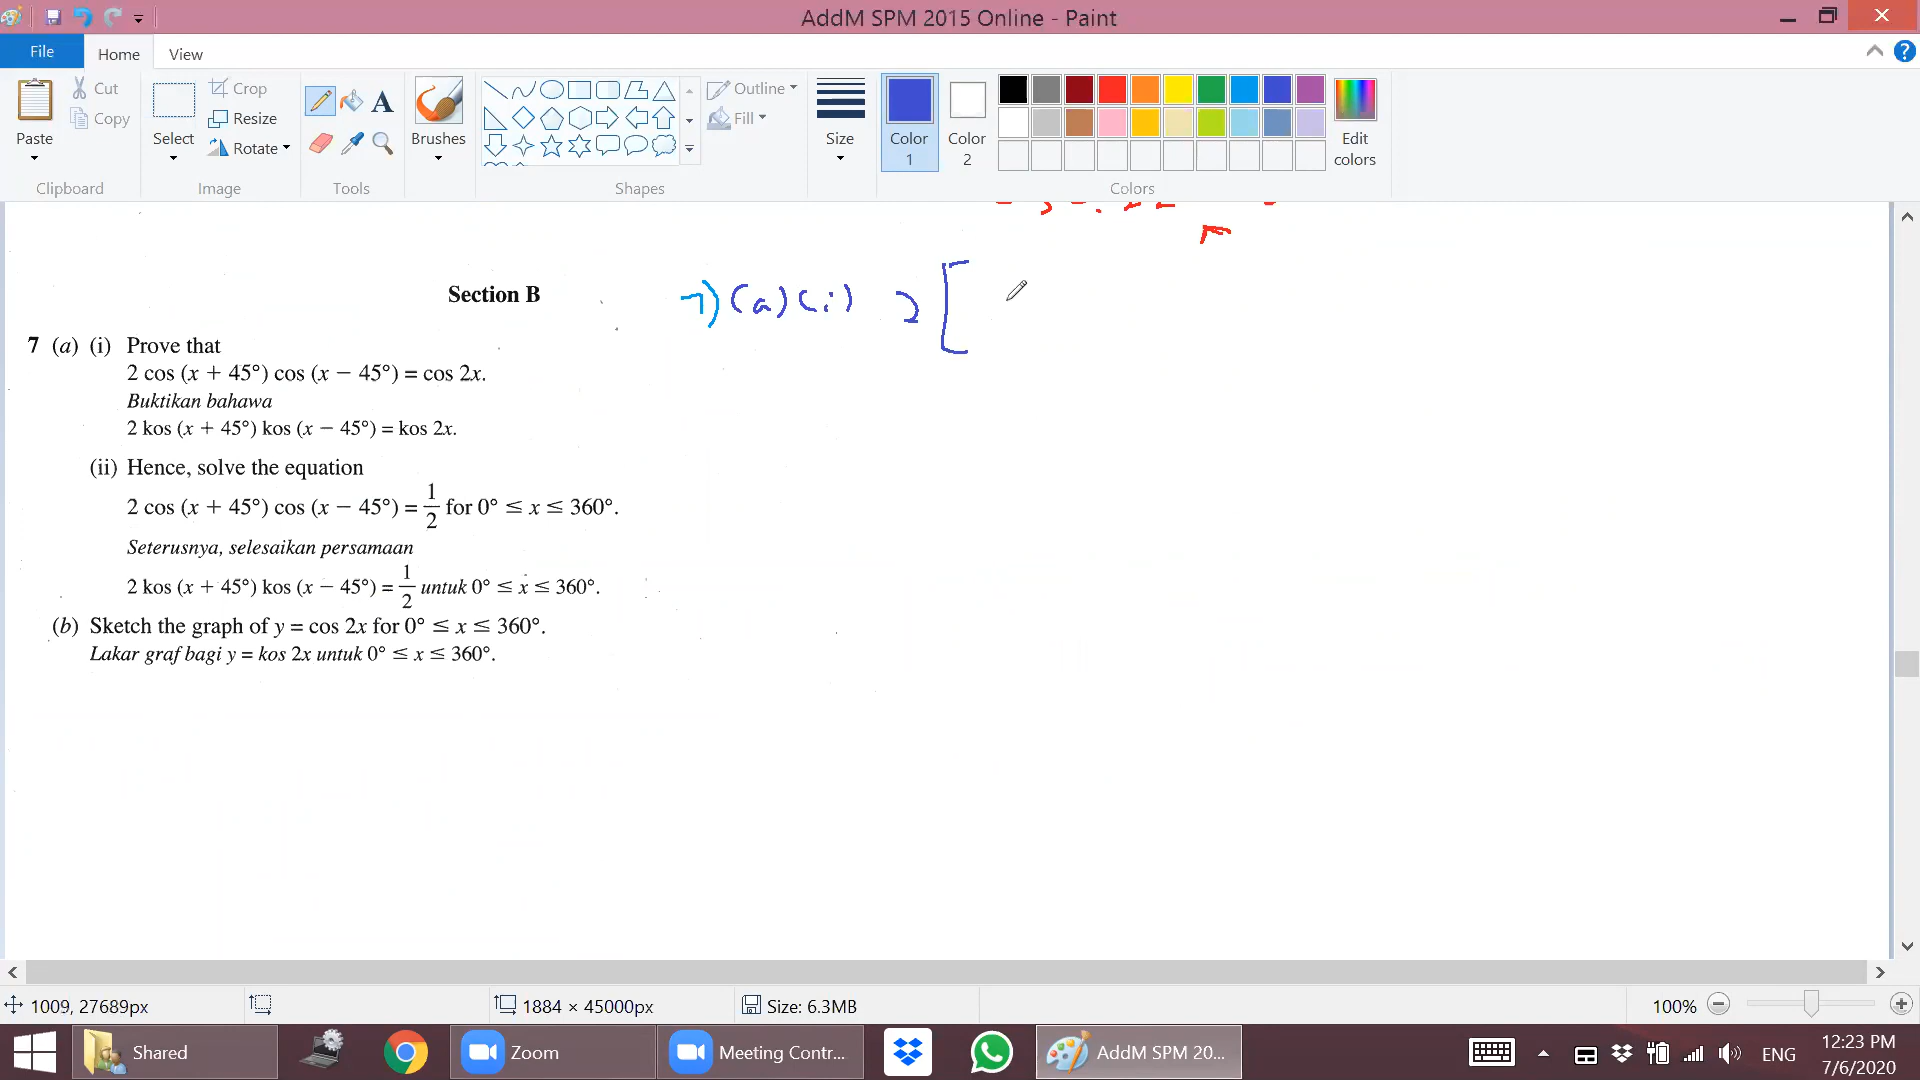 AddM SPM 2015 Online - Paint
File Home View
Paste Cut Copy Clipboard
Select Crop Resize Rotate Image
A Tools
Brushes
Shapes
Outline Fill
Size
Color 1 Color 2
Edit colors
Colors
Section B
7) (a) (i) 2 [
7 (a) (i) Prove that
2 cos (x + 45°) cos (x − 45°) = cos 2x.
Buktikan bahawa
2 kos (x + 45°) kos (x − 45°) = kos 2x.
(ii) Hence, solve the equation
2 cos (x + 45°) cos (x − 45°) = 1/2 for 0° ≤ x ≤ 360°.
Seterusnya, selesaikan persamaan
2 kos (x + 45°) kos (x − 45°) = 1/2 untuk 0° ≤ x ≤ 360°.
(b) Sketch the graph of y = cos 2x for 0° ≤ x ≤ 360°.
Lakar graf bagi y = kos 2x untuk 0° ≤ x ≤ 360°.
1009, 27689px 1884 × 45000px Size: 6.3MB 100%
Shared Zoom Meeting Contr... AddM SPM 20... ENG 12:23 PM
7/6/2020